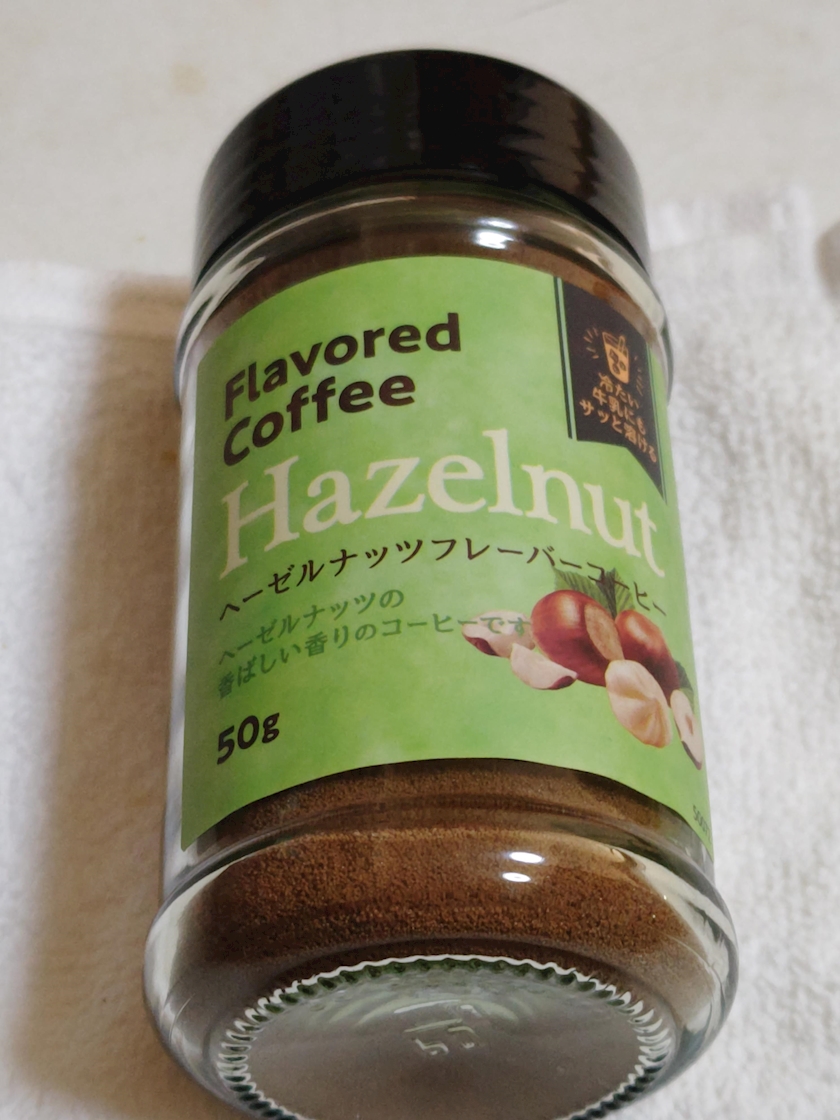 Flavored
Coffee
Hazelnut
ヘーゼルナッツフレーバーコーヒー
ヘーゼルナッツの
香ばしい香りのコーヒーです
50g
冷たい
牛乳にも
サッと溶ける